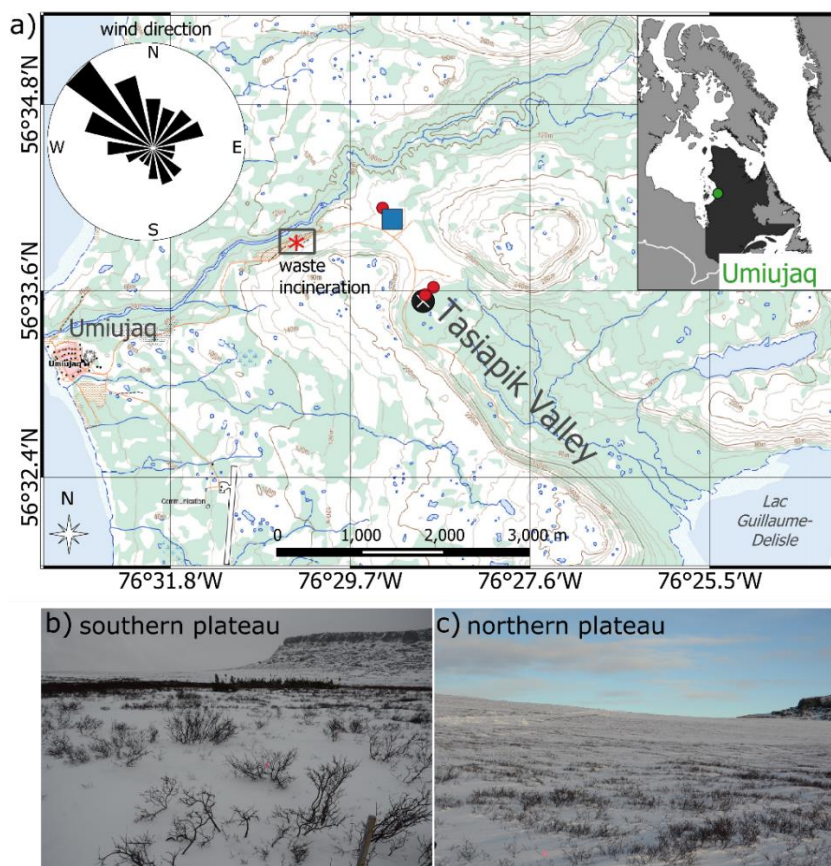 a)
wind direction
N
W
E
S
56°34.8'N
56°33.6'N
56°32.4'N
waste
incineration
Umiujaq
Umiujaq
Tasiapik Valley
Communication
Lac
Guillaume-
Delisle
Umiujaq
N
0 1,000 2,000 3,000 m
76°31.8'W 76°29.7'W 76°27.6'W 76°25.5'W
b) southern plateau
c) northern plateau